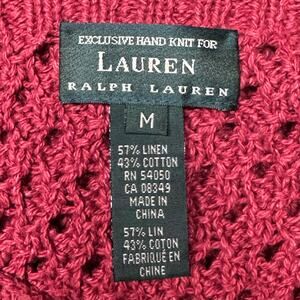 EXCLUSIVE HAND KNIT FOR
LAUREN
RALPH LAUREN
M
57% LINEN
43% COTTON
RN 54050
CA 08349
MADE IN
CHINA
57% LIN
43% COTON
FABRIQUÉ EN
CHINE